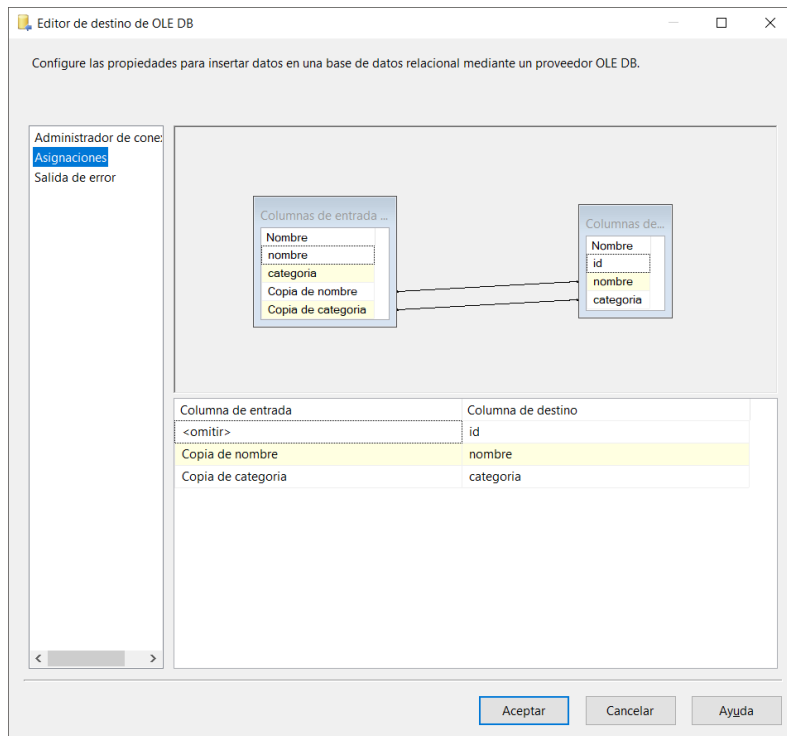 Editor de destino de OLE DB
Configure las propiedades para insertar datos en una base de datos relacional mediante un proveedor OLE DB.
Administrador de cone
Asignaciones
Salida de error
Columnas de entrada ...
Nombre
nombre
categoria
Copia de nombre
Copia de categoria
Columnas de...
Nombre
id
nombre
categoria
Columna de entrada Columna de destino
<omitir> id
Copia de nombre nombre
Copia de categoria categoria
Aceptar Cancelar Ayuda